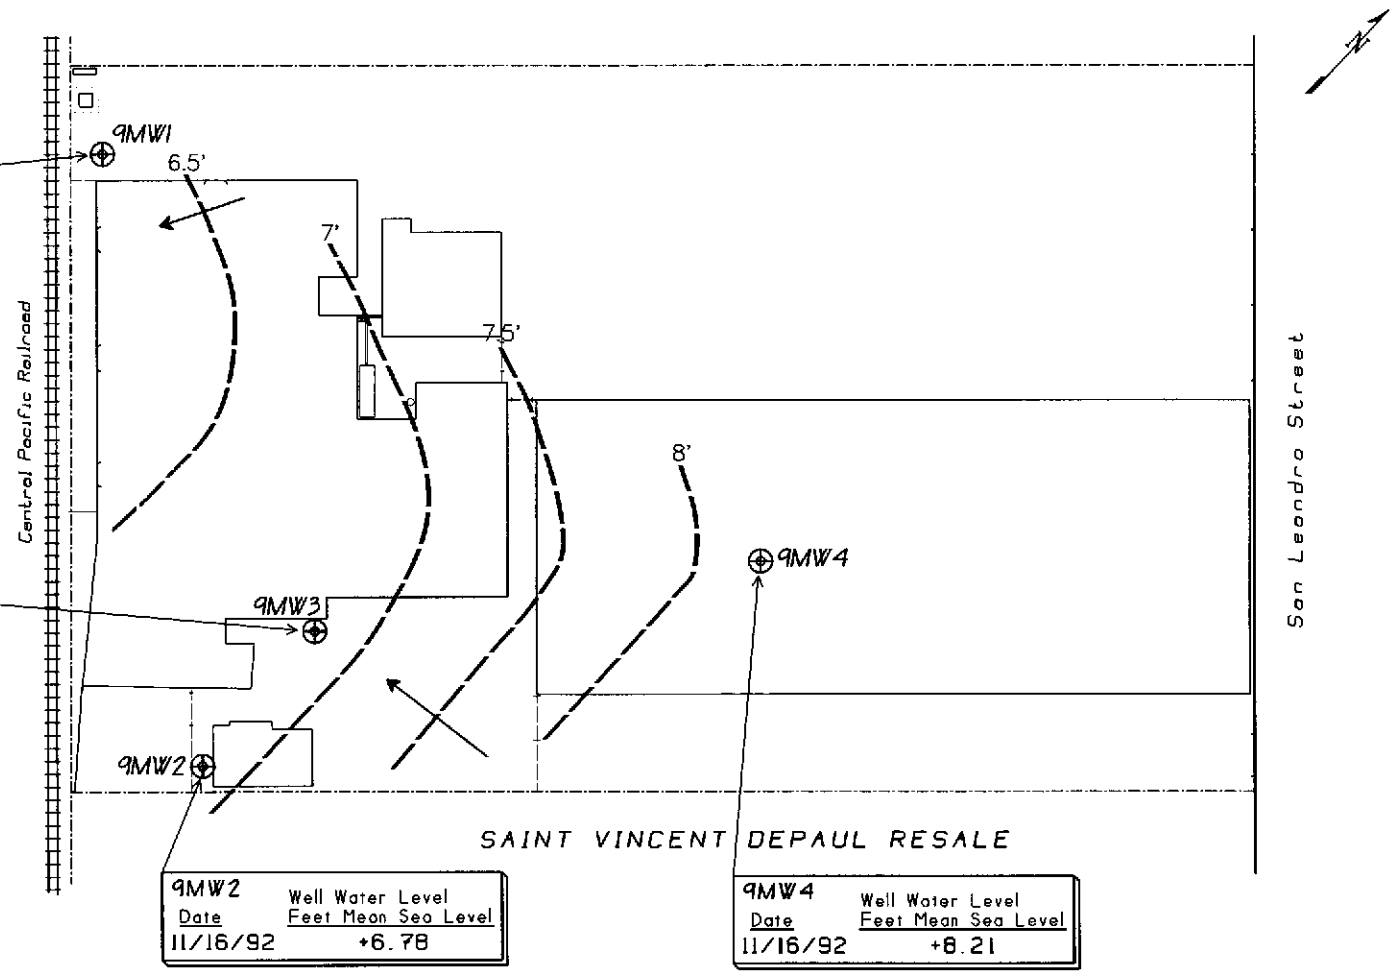 N
9MW1
6.5'
7'
7.5'
8'
Central Pacific Railroad
San Leandro Street
9MW4
9MW3
9MW2
SAINT VINCENT DEPAUL RESALE
9MW2 Well Water Level
Date Feet Mean Sea Level
11/16/92 +6.78
9MW4 Well Water Level
Date Feet Mean Sea Level
11/16/92 +8.21